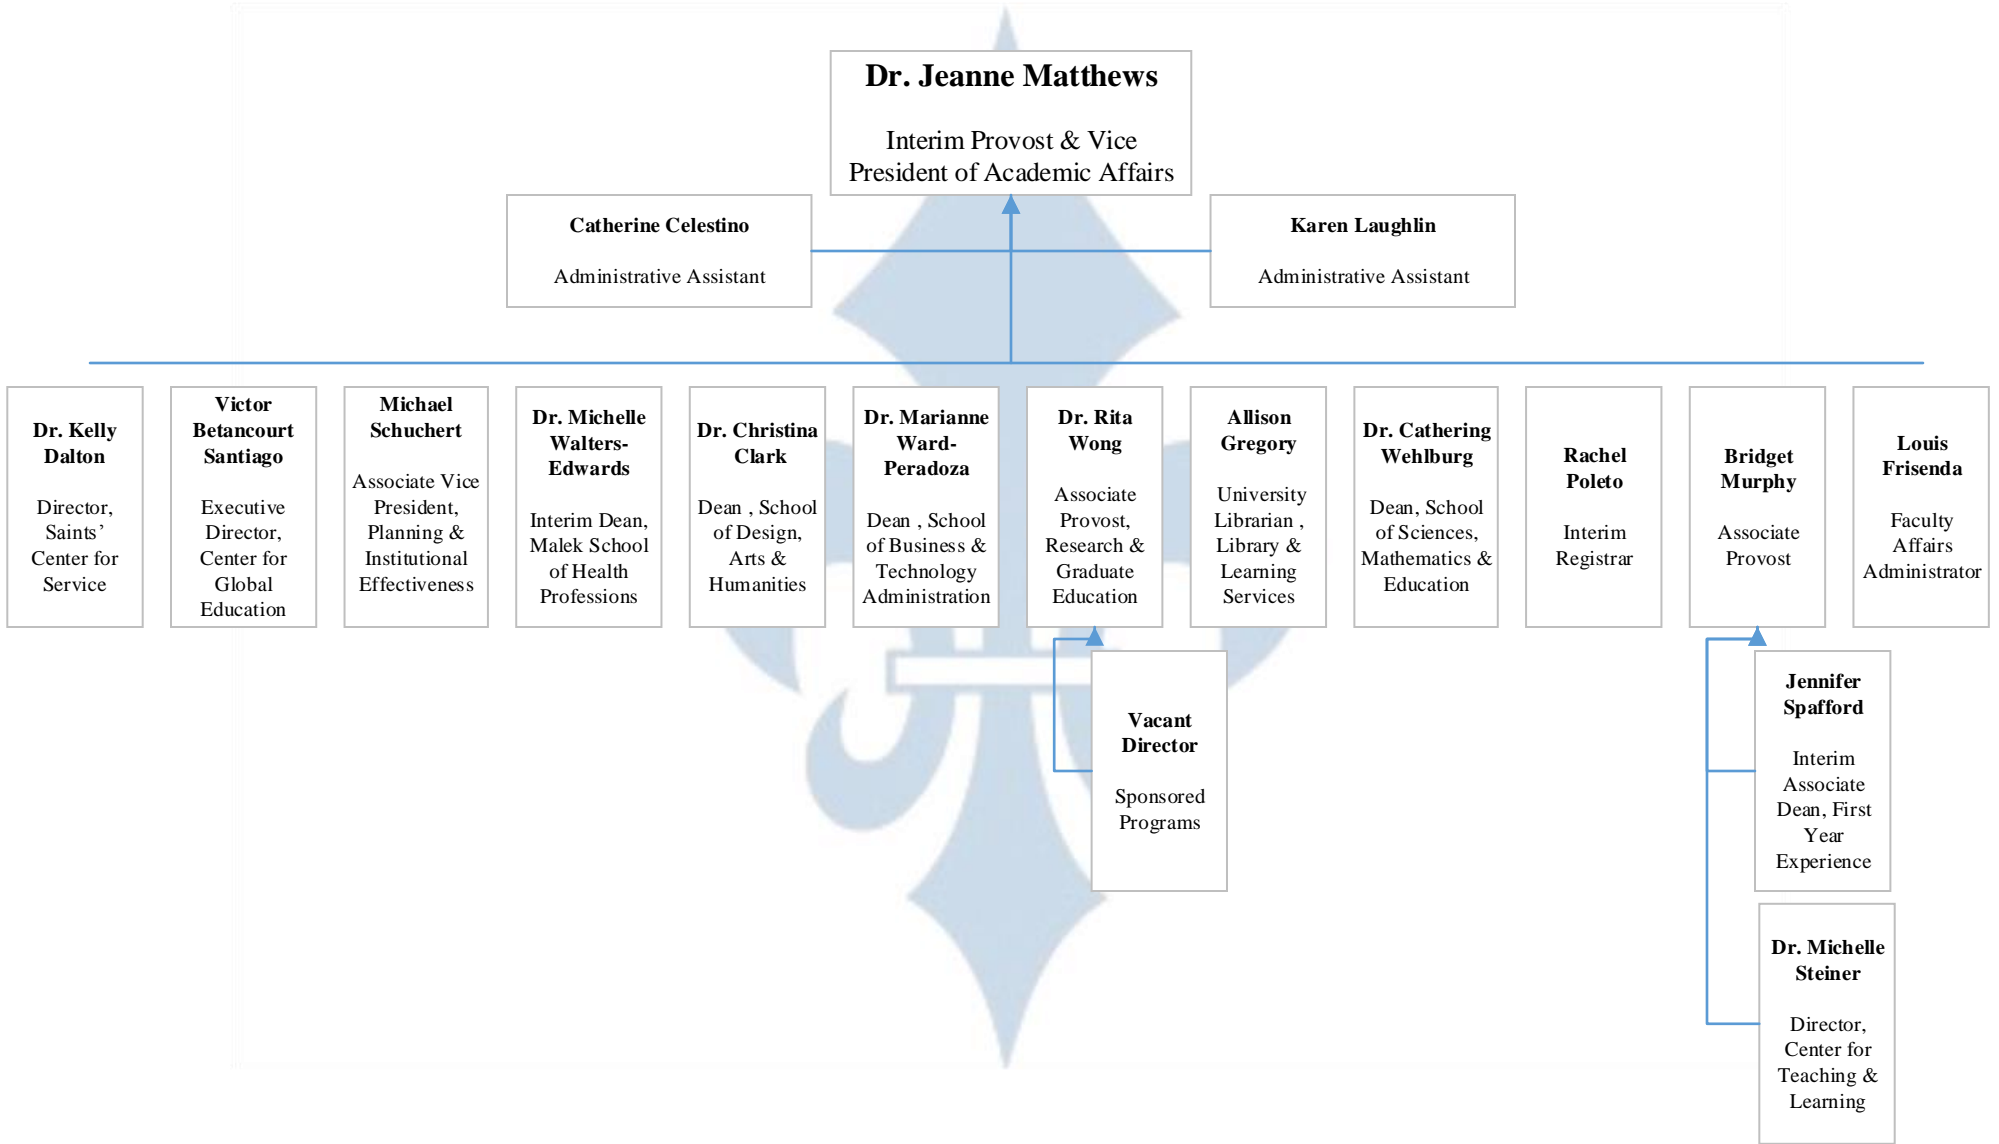 Dr. Jeanne Matthews
Interim Provost & Vice
President of Academic Affairs
Catherine Celestino
Administrative Assistant
Karen Laughlin
Administrative Assistant
Dr. Kelly
Dalton
Director,
Saints’
Center for
Service
Victor
Betancourt
Santiago
Executive
Director,
Center for
Global
Education
Michael
Schuchert
Associate Vice
President,
Planning &
Institutional
Effectiveness
Dr. Michelle
Walters-
Edwards
Interim Dean,
Malek School
of Health
Professions
Dr. Christina
Clark
Dean , School
of Design,
Arts &
Humanities
Dr. Marianne
Ward-
Peradoza
Dean , School
of Business &
Technology
Administration
Dr. Rita
Wong
Associate
Provost,
Research &
Graduate
Education
Allison
Gregory
University
Librarian ,
Library &
Learning
Services
Dr. Cathering
Wehlburg
Dean, School
of Sciences,
Mathematics &
Education
Rachel
Poleto
Interim
Registrar
Bridget
Murphy
Associate
Provost
Louis
Frisenda
Faculty
Affairs
Administrator
Vacant
Director
Sponsored
Programs
Jennifer
Spafford
Interim
Associate
Dean, First
Year
Experience
Dr. Michelle
Steiner
Director,
Center for
Teaching &
Learning